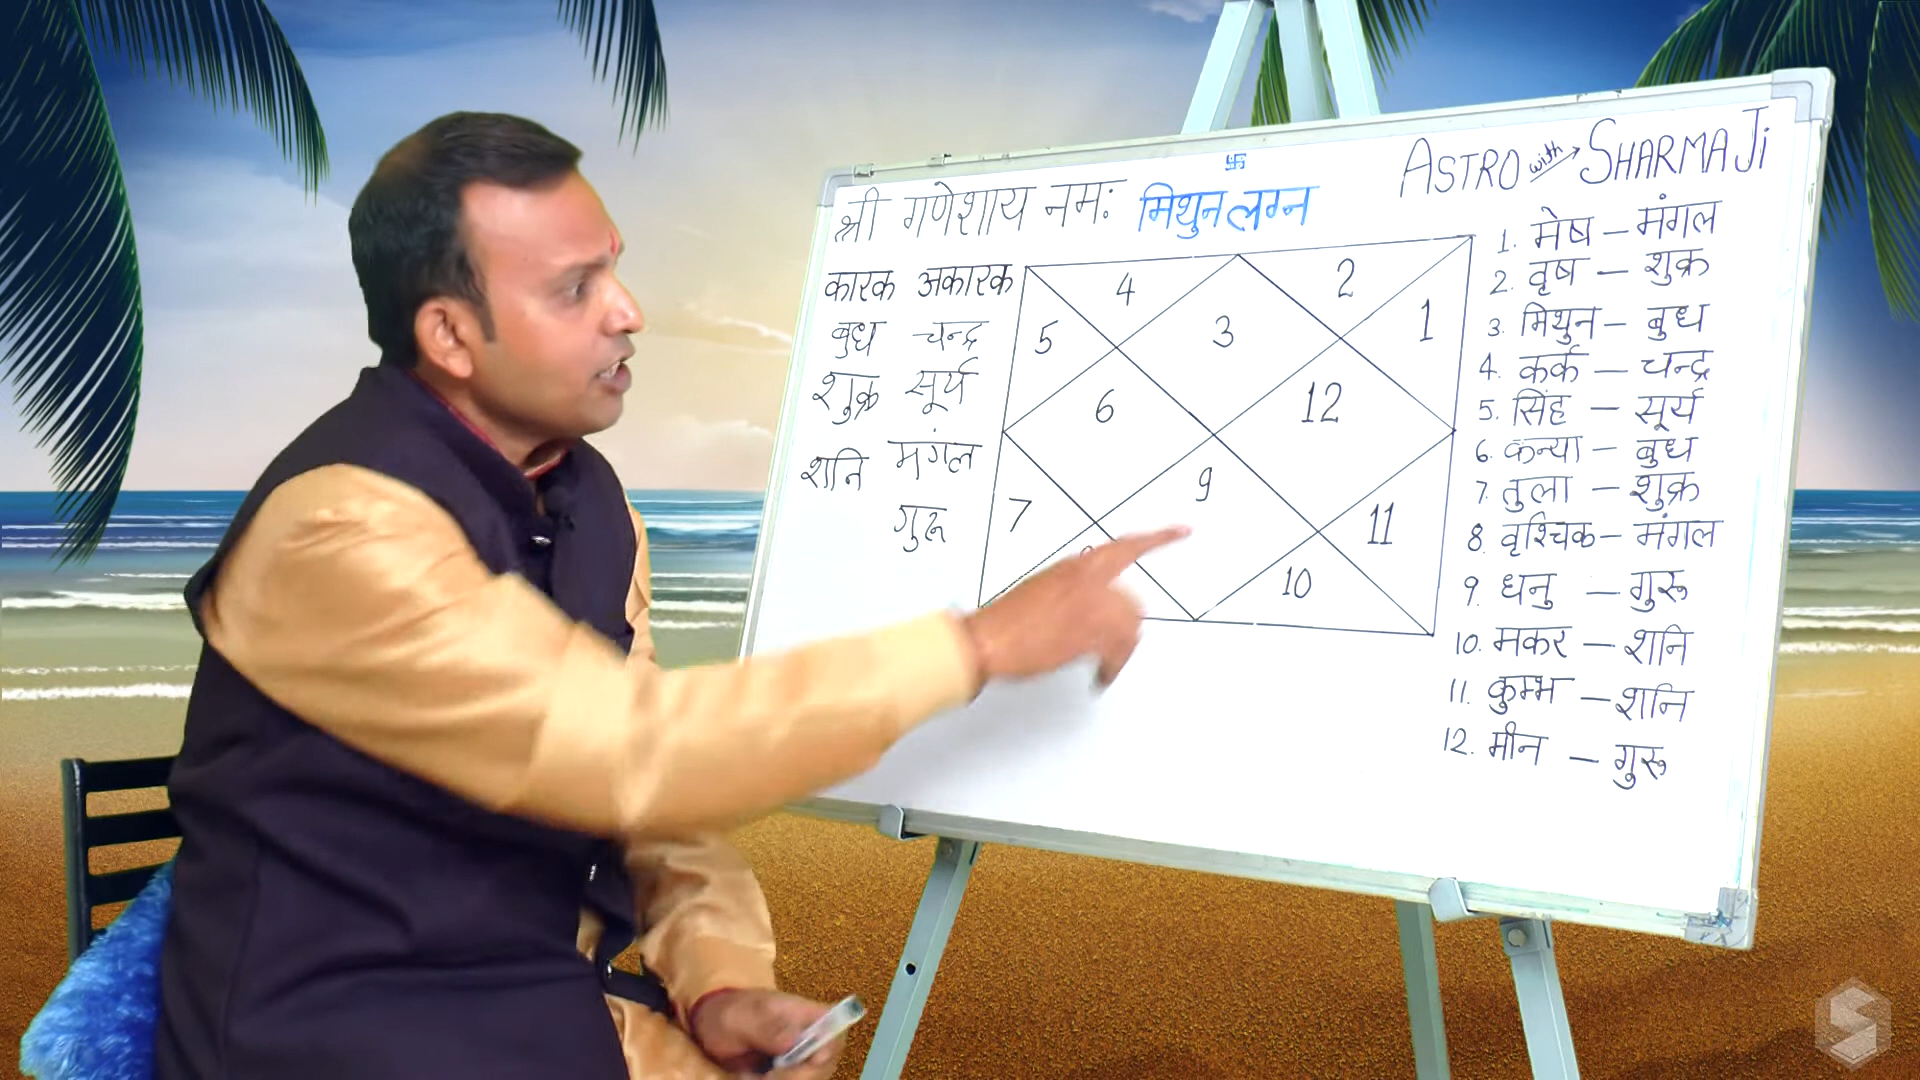 卐
ASTRO with SHARMA Ji
श्री गणेशाय नमः मिथुन लग्न
कारक अकारक
बुध चन्द्र
शुक्र सूर्य
शनि मंगल
गुरू
4 2
5 3 1
6 12
9
7 11
10
1. मेष – मंगल
2. वृष – शुक्र
3. मिथुन – बुध
4. कर्क – चन्द्र
5. सिंह – सूर्य
6. कन्या – बुध
7. तुला – शुक्र
8. वृश्चिक – मंगल
9. धनु – गुरू
10. मकर – शनि
11. कुम्भ – शनि
12. मीन – गुरू